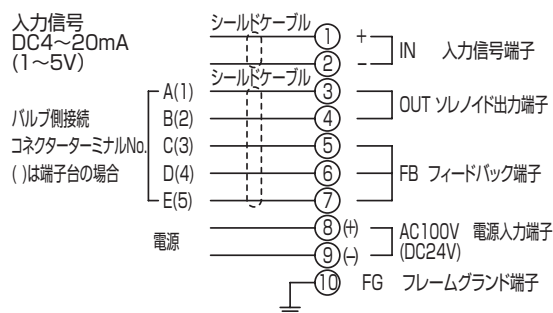 入力信号
DC4～20mA
(1～5V)
シールドケーブル
① +
② -
IN 入力信号端子
シールドケーブル
バルブ側接続
コネクターターミナルNo.
( )は端子台の場合
A(1) ③
B(2) ④
OUT ソレノイド出力端子
C(3) ⑤
D(4) ⑥
E(5) ⑦
FB フィードバック端子
電源
⑧(+)
⑨(-)
AC100V 電源入力端子
(DC24V)
⑩ FG フレームグランド端子